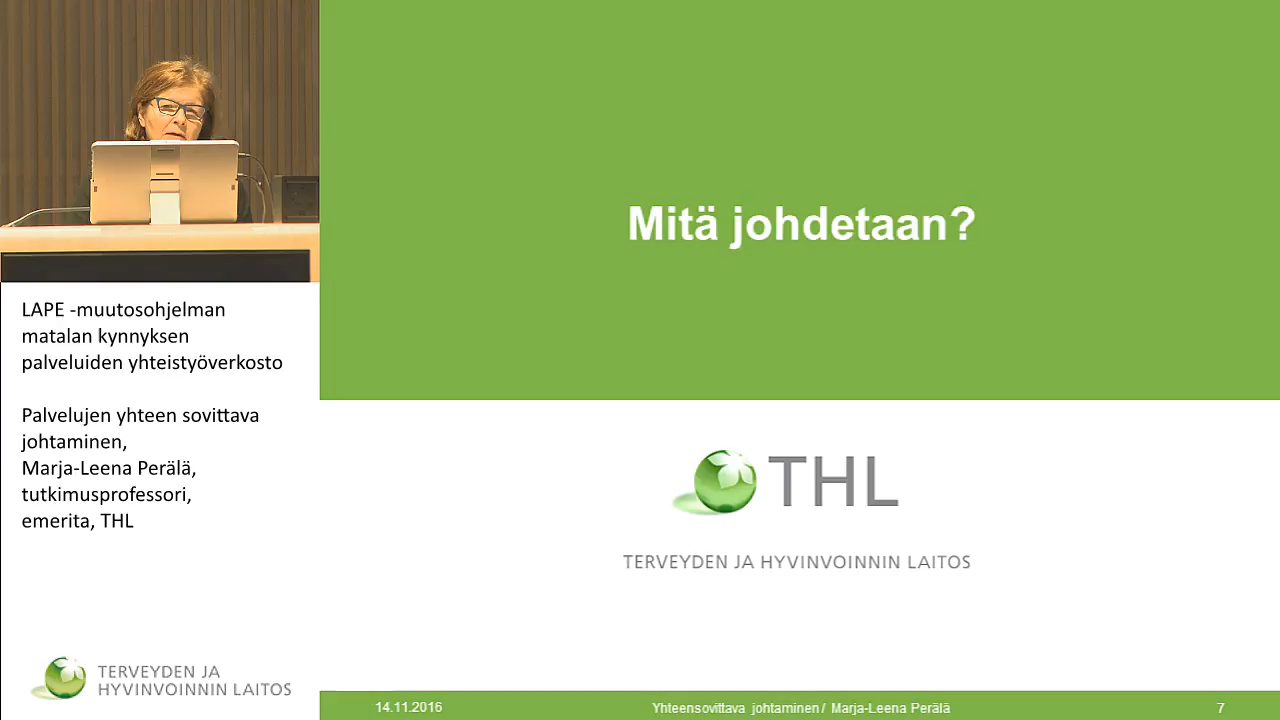 Mitä johdetaan?
LAPE -muutosohjelman
matalan kynnyksen
palveluiden yhteistyöverkosto
Palvelujen yhteen sovittava
johtaminen,
Marja-Leena Perälä,
tutkimusprofessori,
emerita, THL
THL
TERVEYDEN JA HYVINVOINNIN LAITOS
TERVEYDEN JA
HYVINVOINNIN LAITOS
14.11.2016
Yhteensovittava johtaminen / Marja-Leena Perälä
7